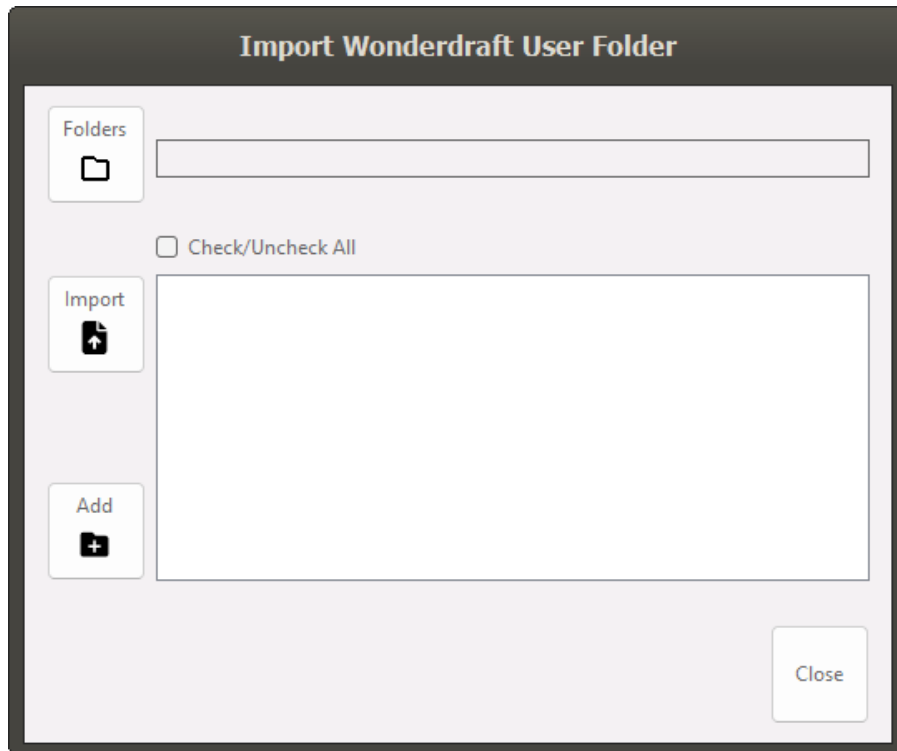 Import Wonderdraft User Folder
Folders
Check/Uncheck All
Import
Add
Close